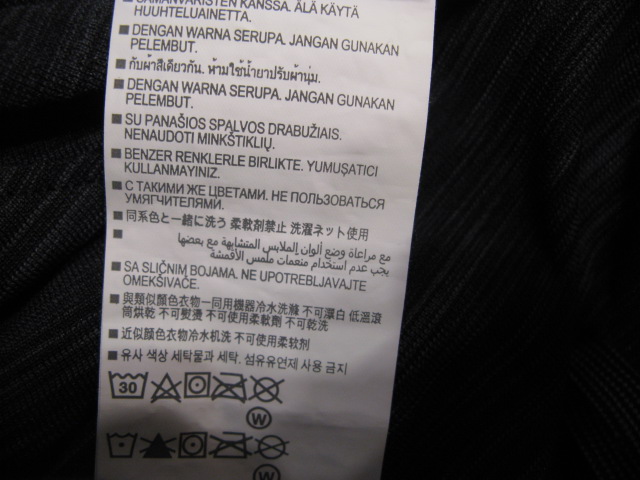 SAMANVÄRISTEN KANSSA. ÄLÄ KÄYTÄ
HUUHTELUAINETTA.
DENGAN WARNA SERUPA. JANGAN GUNAKAN
PELEMBUT.
กับผ้าสีเดียวกัน. ห้ามใช้น้ำยาปรับผ้านุ่ม.
DENGAN WARNA SERUPA. JANGAN GUNAKAN
PELEMBUT.
SU PANAŠIOS SPALVOS DRABUŽIAIS.
NENAUDOTI MINKŠTIKLIŲ.
BENZER RENKLERLE BIRLIKTE. YUMUŞATICI
KULLANMAYINIZ.
С ТАКИМИ ЖЕ ЦВЕТАМИ. НЕ ПОЛЬЗОВАТЬСЯ
УМЯГЧИТЕЛЯМИ.
同系色と一緒に洗う 柔軟剤禁止 洗濯ネット使用
مع مراعاة وضع ألوان الملابس المتشابهة مع بعضها
يجب عدم استخدام منعمات ملمس الأقمشة
SA SLIČNIM BOJAMA. NE UPOTREBLJAVAJTE
OMEKŠIVAČE.
與類似顏色衣物一同用機器冷水洗滌 不可漂白 低溫滾
筒烘乾 不可熨燙 不可使用柔軟劑 不可乾洗
近似颜色衣物冷水机洗 不可使用柔软剂
유사 색상 세탁물과 세탁. 섬유유연제 사용 금지
30
W
W